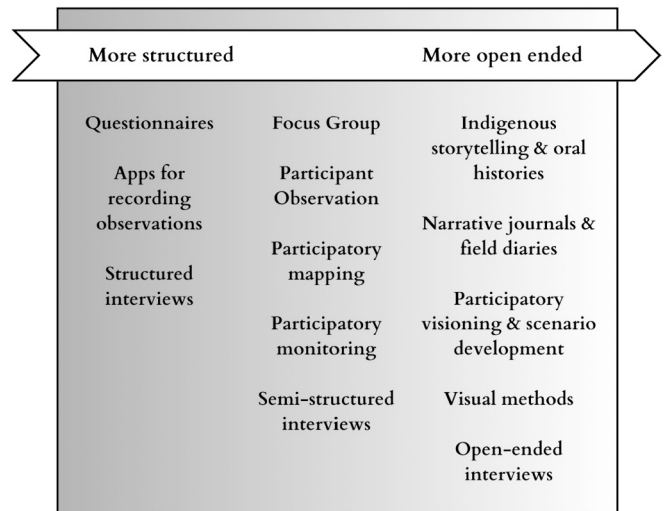 More structured
More open ended
Questionnaires
Apps for
recording
observations
Structured
interviews
Focus Group
Participant
Observation
Participatory
mapping
Participatory
monitoring
Semi-structured
interviews
Indigenous
storytelling & oral
histories
Narrative journals &
field diaries
Participatory
visioning & scenario
development
Visual methods
Open-ended
interviews